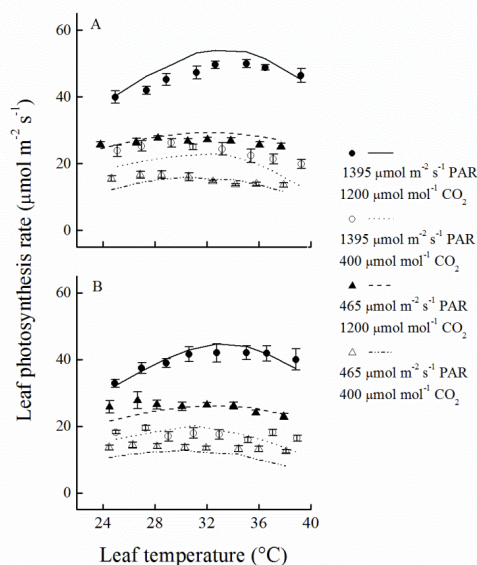 A
60
40
20
0
B
60
40
20
0
24 28 32 36 40
Leaf photosynthesis rate (μmol m⁻² s⁻¹)
Leaf temperature (°C)
1395 μmol m⁻² s⁻¹ PAR
1200 μmol mol⁻¹ CO₂
1395 μmol m⁻² s⁻¹ PAR
400 μmol mol⁻¹ CO₂
465 μmol m⁻² s⁻¹ PAR
1200 μmol mol⁻¹ CO₂
465 μmol m⁻² s⁻¹ PAR
400 μmol mol⁻¹ CO₂